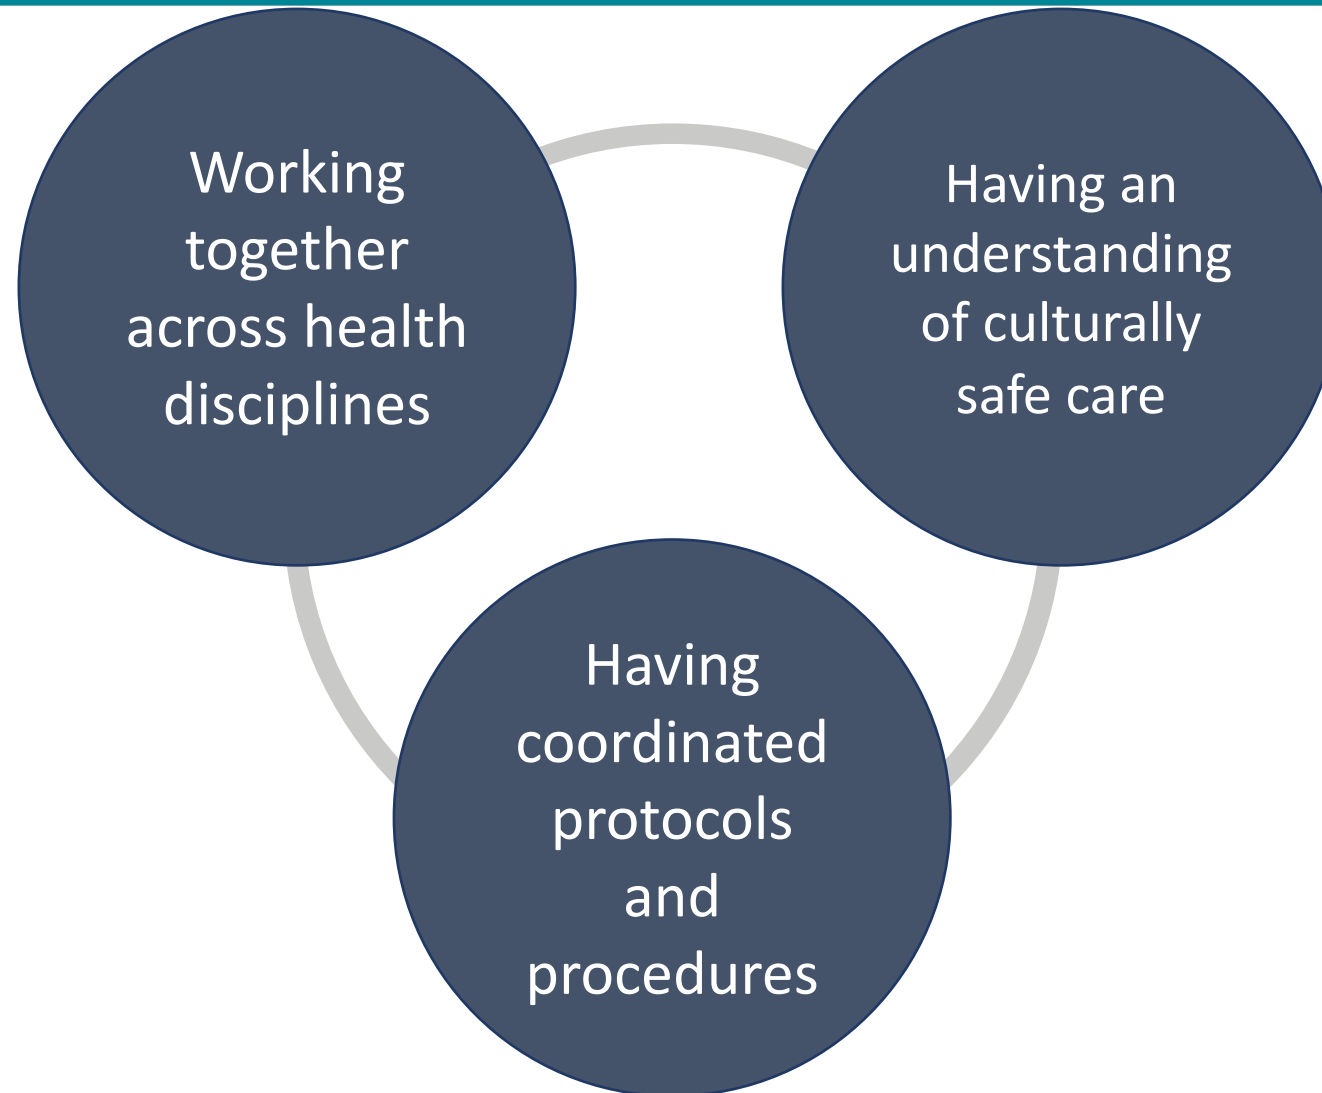 Working
together
across health
disciplines
Having an
understanding
of culturally
safe care
Having
coordinated
protocols
and
procedures